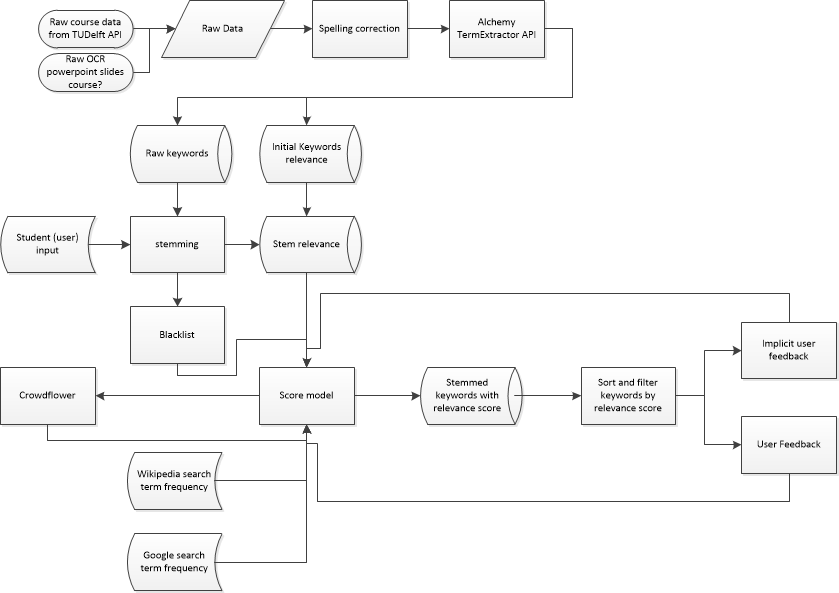 Raw course data
from TUDelft API
Raw Data
Spelling correction
Alchemy
TermExtractor API
Raw OCR
powerpoint slides
course?
Raw keywords
Initial Keywords
relevance
Student (user)
input
stemming
Stem relevance
Blacklist
Implicit user
feedback
Crowdflower
Score model
Stemmed
keywords with
relevance score
Sort and filter
keywords by
relevance score
User Feedback
Wikipedia search
term frequency
Google search
term frequency